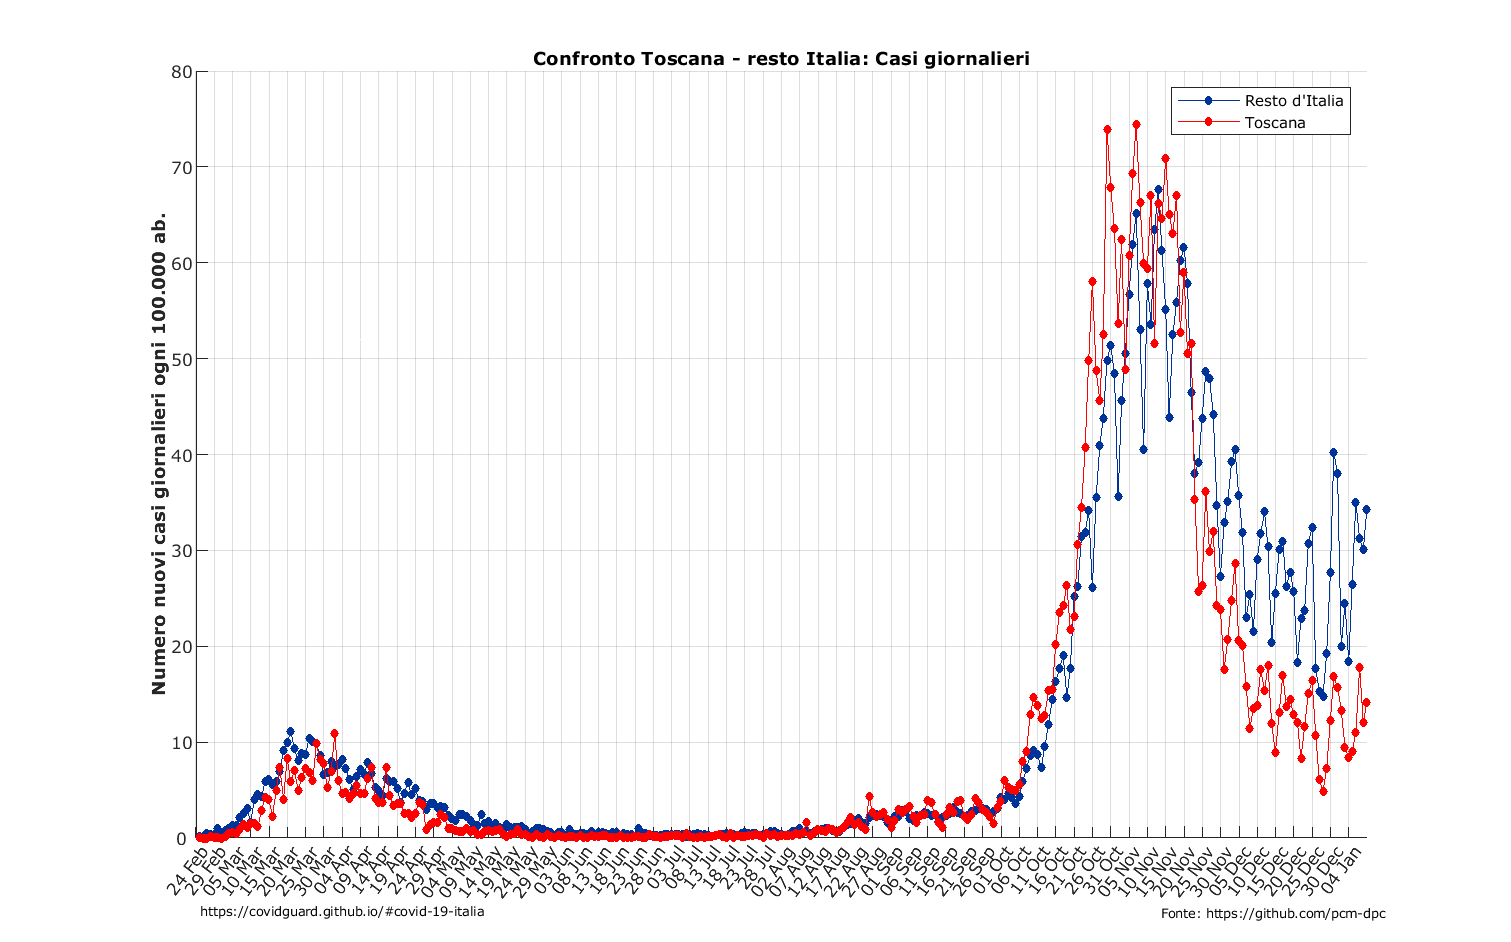 Confronto Toscana - resto Italia: Casi giornalieri
Resto d'Italia
Toscana
Numero nuovi casi giornalieri ogni 100.000 ab.
80
70
60
50
40
30
20
10
0
24 Feb
29 Feb
05 Mar
10 Mar
15 Mar
20 Mar
25 Mar
30 Mar
04 Apr
09 Apr
14 Apr
19 Apr
24 Apr
29 Apr
04 May
09 May
14 May
19 May
24 May
29 May
03 Jun
08 Jun
13 Jun
18 Jun
23 Jun
28 Jun
03 Jul
08 Jul
13 Jul
18 Jul
23 Jul
28 Jul
02 Aug
07 Aug
12 Aug
17 Aug
22 Aug
27 Aug
01 Sep
06 Sep
11 Sep
16 Sep
21 Sep
26 Sep
01 Oct
06 Oct
11 Oct
16 Oct
21 Oct
26 Oct
31 Oct
05 Nov
10 Nov
15 Nov
20 Nov
25 Nov
30 Nov
05 Dec
10 Dec
15 Dec
20 Dec
25 Dec
30 Dec
04 Jan
https://covidguard.github.io/#covid-19-italia
Fonte: https://github.com/pcm-dpc